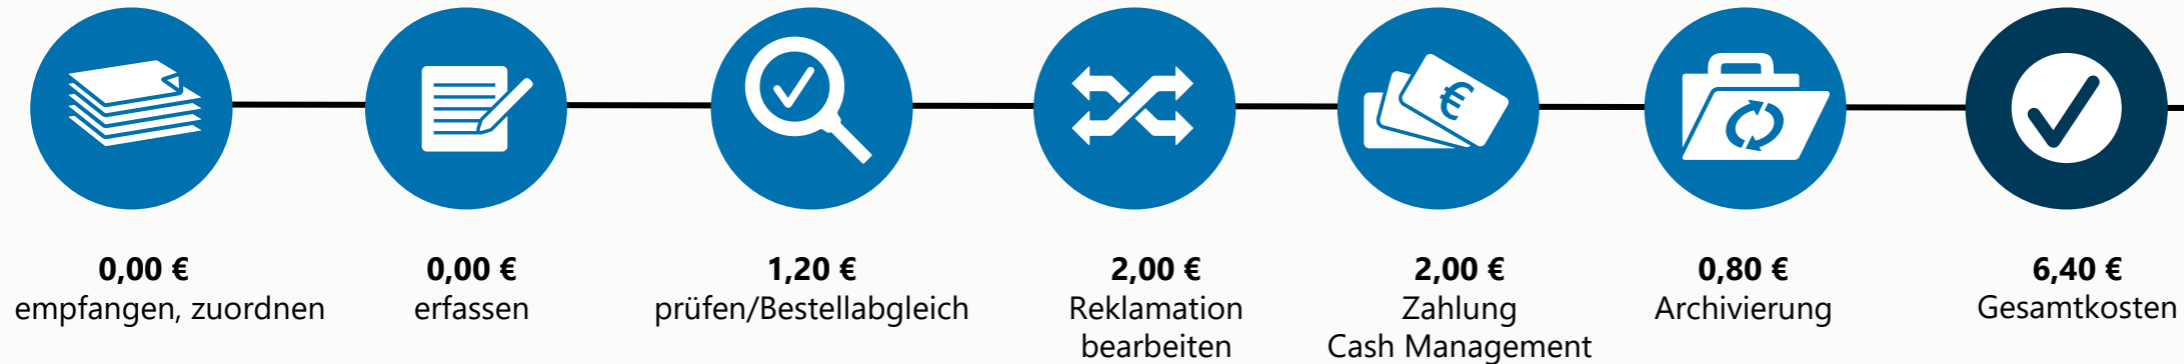 0,00 €
empfangen, zuordnen
0,00 €
erfassen
1,20 €
prüfen/Bestellabgleich
2,00 €
Reklamation
bearbeiten
2,00 €
Zahlung
Cash Management
0,80 €
Archivierung
6,40 €
Gesamtkosten